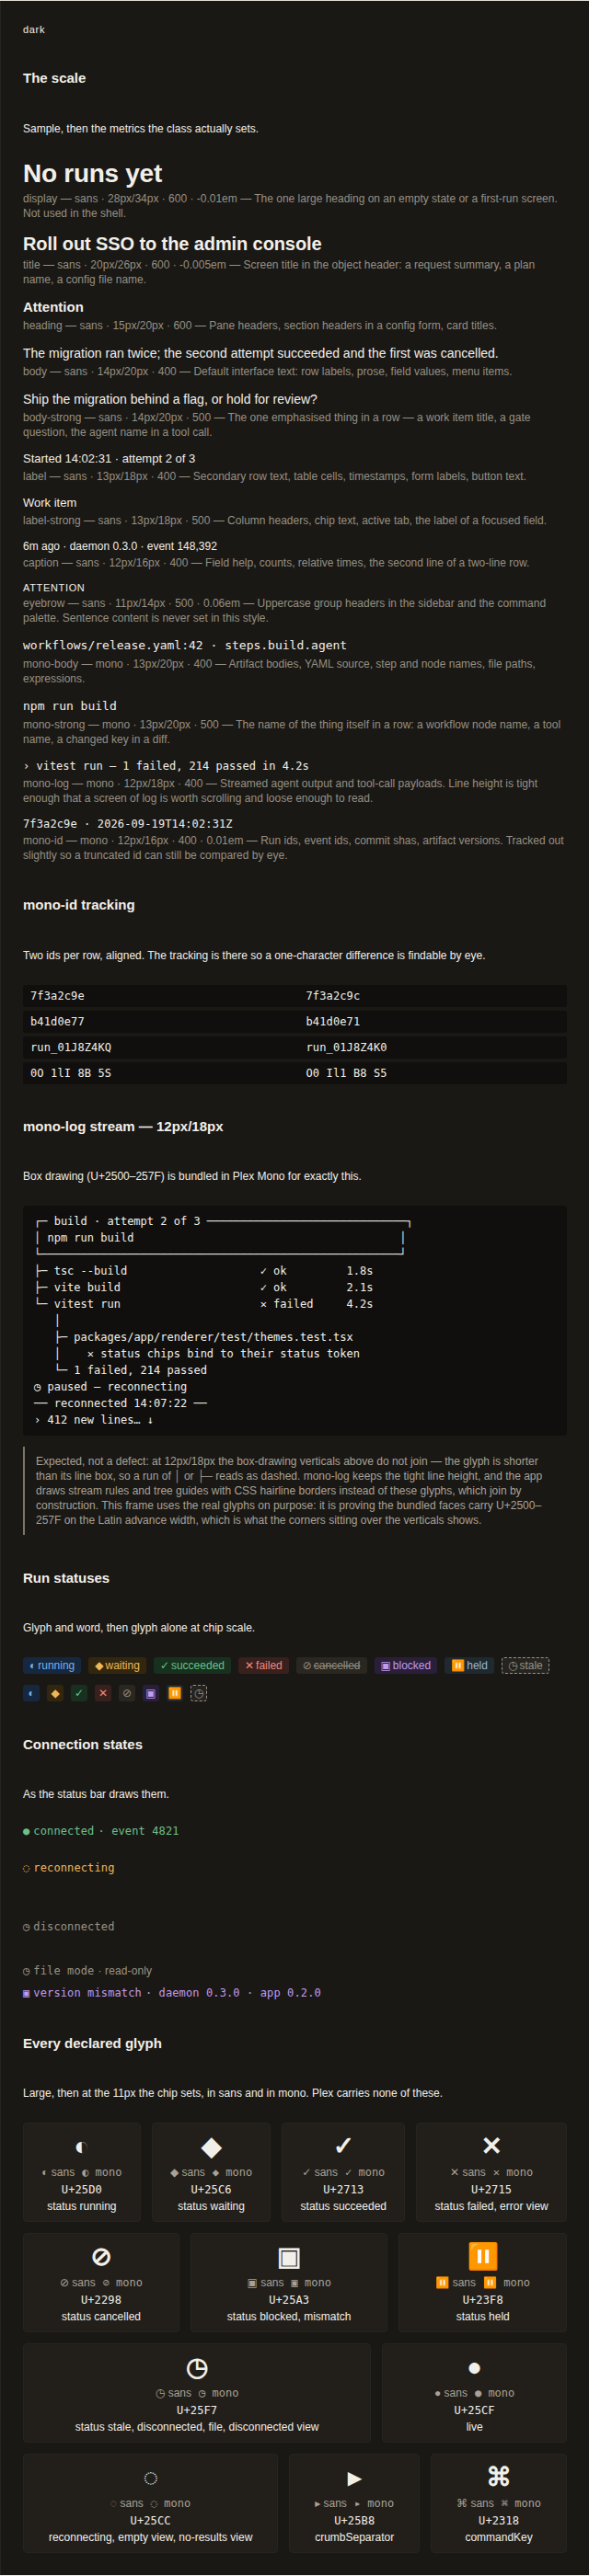 dark
The scale
Sample, then the metrics the class actually sets.
No runs yet
display — sans · 28px/34px · 600 · -0.01em — The one large heading on an empty state or a first-run screen.
Not used in the shell.
Roll out SSO to the admin console
title — sans · 20px/26px · 600 · -0.005em — Screen title in the object header: a request summary, a plan
name, a config file name.
Attention
heading — sans · 15px/20px · 600 — Pane headers, section headers in a config form, card titles.
The migration ran twice; the second attempt succeeded and the first was cancelled.
body — sans · 14px/20px · 400 — Default interface text: row labels, prose, field values, menu items.
Ship the migration behind a flag, or hold for review?
body-strong — sans · 14px/20px · 500 — The one emphasised thing in a row — a work item title, a gate
question, the agent name in a tool call.
Started 14:02:31 · attempt 2 of 3
label — sans · 13px/18px · 400 — Secondary row text, table cells, timestamps, form labels, button text.
Work item
label-strong — sans · 13px/18px · 500 — Column headers, chip text, active tab, the label of a focused field.
6m ago · daemon 0.3.0 · event 148,392
caption — sans · 12px/16px · 400 — Field help, counts, relative times, the second line of a two-line row.
ATTENTION
eyebrow — sans · 11px/14px · 500 · 0.06em — Uppercase group headers in the sidebar and the command
palette. Sentence content is never set in this style.
workflows/release.yaml:42 · steps.build.agent
mono-body — mono · 13px/20px · 400 — Artifact bodies, YAML source, step and node names, file paths,
expressions.
npm run build
mono-strong — mono · 13px/20px · 500 — The name of the thing itself in a row: a workflow node name, a tool
name, a changed key in a diff.
› vitest run — 1 failed, 214 passed in 4.2s
mono-log — mono · 12px/18px · 400 — Streamed agent output and tool-call payloads. Line height is tight
enough that a screen of log is worth scrolling and loose enough to read.
7f3a2c9e · 2026-09-19T14:02:31Z
mono-id — mono · 12px/16px · 400 · 0.01em — Run ids, event ids, commit shas, artifact versions. Tracked out
slightly so a truncated id can still be compared by eye.
mono-id tracking
Two ids per row, aligned. The tracking is there so a one-character difference is findable by eye.
7f3a2c9e 7f3a2c9c
b41d0e77 b41d0e71
run_01J8Z4KQ run_01J8Z4K0
0O 1lI 8B 5S O0 Il1 B8 S5
mono-log stream — 12px/18px
Box drawing (U+2500–257F) is bundled in Plex Mono for exactly this.
┌─ build · attempt 2 of 3 ──────────────────────────────┐
│ npm run build │
└──────────────────────────────────────────────────────┘
├─ tsc --build ✓ ok 1.8s
├─ vite build ✓ ok 2.1s
└─ vitest run ✕ failed 4.2s
│
├─ packages/app/renderer/test/themes.test.tsx
│ ✕ status chips bind to their status token
└─ 1 failed, 214 passed
◷ paused — reconnecting
── reconnected 14:07:22 ──
› 412 new lines… ↓
Expected, not a defect: at 12px/18px the box-drawing verticals above do not join — the glyph is shorter
than its line box, so a run of │ or ├─ reads as dashed. mono-log keeps the tight line height, and the app
draws stream rules and tree guides with CSS hairline borders instead of these glyphs, which join by
construction. This frame uses the real glyphs on purpose: it is proving the bundled faces carry U+2500–
257F on the Latin advance width, which is what the corners sitting over the verticals shows.
Run statuses
Glyph and word, then glyph alone at chip scale.
◐ running ◆ waiting ✓ succeeded ✕ failed ⊘ cancelled ▣ blocked ⏸ held ◷ stale
◐ ◆ ✓ ✕ ⊘ ▣ ⏸ ◷
Connection states
As the status bar draws them.
● connected · event 4821
◌ reconnecting
◷ disconnected
◷ file mode · read-only
▣ version mismatch · daemon 0.3.0 · app 0.2.0
Every declared glyph
Large, then at the 11px the chip sets, in sans and in mono. Plex carries none of these.
◐ ◆ ✓ ✕
◐ sans ◐ mono ◆ sans ◆ mono ✓ sans ✓ mono ✕ sans ✕ mono
U+25D0 U+25C6 U+2713 U+2715
status running status waiting status succeeded status failed, error view
⊘ ▣ ⏸
⊘ sans ⊘ mono ▣ sans ▣ mono ⏸ sans ⏸ mono
U+2298 U+25A3 U+23F8
status cancelled status blocked, mismatch status held
◷ ●
◷ sans ◷ mono ● sans ● mono
U+25F7 U+25CF
status stale, disconnected, file, disconnected view live
◌ ▸ ⌘
◌ sans ◌ mono ▸ sans ▸ mono ⌘ sans ⌘ mono
U+25CC U+25B8 U+2318
reconnecting, empty view, no-results view crumbSeparator commandKey